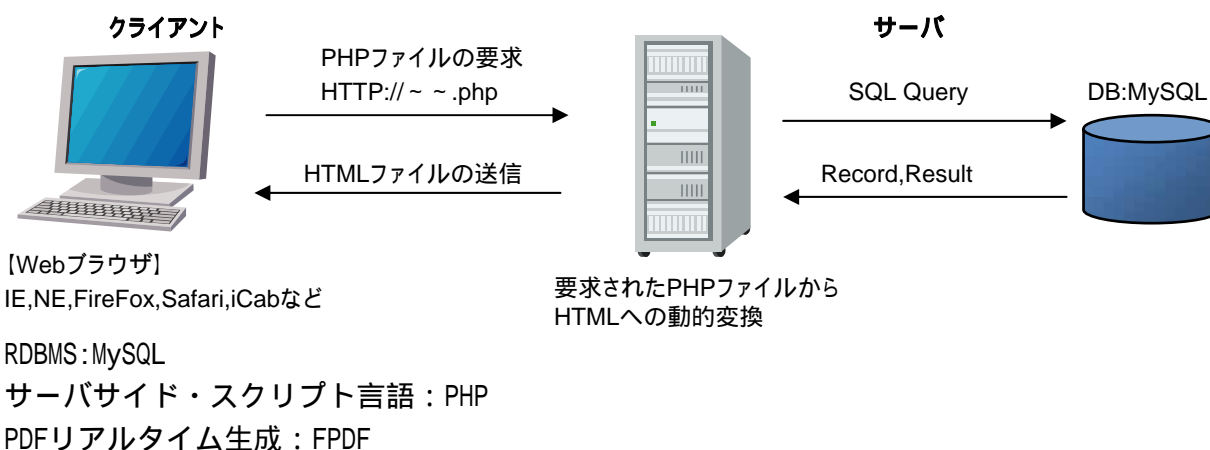 クライアント
サーバ
PHPファイルの要求
HTTP://～～.php
SQL Query
DB:MySQL
HTMLファイルの送信
Record,Result
【Webブラウザ】
IE,NE,FireFox,Safari,iCabなど
要求されたPHPファイルから
HTMLへの動的変換
RDBMS:MySQL
サーバサイド・スクリプト言語：PHP
PDFリアルタイム生成：FPDF